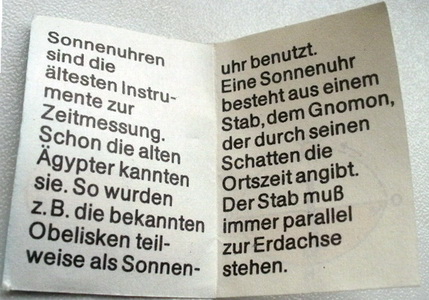 Sonnenuhren
sind die
ältesten Instru-
mente zur
Zeitmessung.
Schon die alten
Ägypter kannten
sie. So wurden
z.B. die bekannten
Obelisken teil-
weise als Sonnen-
uhr benutzt.
Eine Sonnenuhr
besteht aus einem
Stab, dem Gnomon,
der durch seinen
Schatten die
Ortszeit angibt.
Der Stab muß
immer parallel
zur Erdachse
stehen.